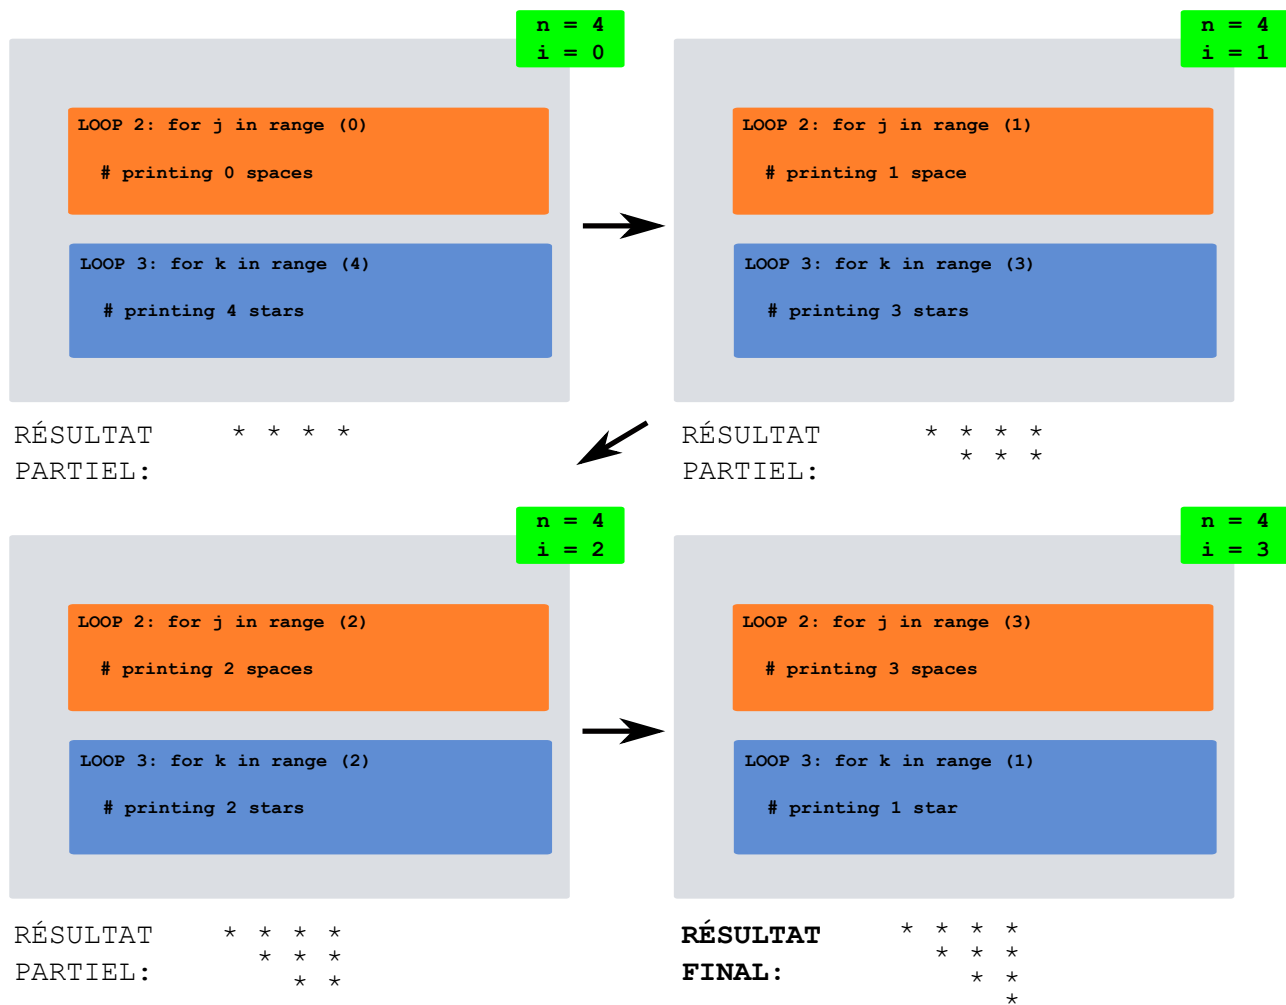 n = 4
i = 0
LOOP 2: for j in range (0)
# printing 0 spaces
LOOP 3: for k in range (4)
# printing 4 stars
RÉSULTAT
PARTIEL:
* * * *
n = 4
i = 1
LOOP 2: for j in range (1)
# printing 1 space
LOOP 3: for k in range (3)
# printing 3 stars
RÉSULTAT
PARTIEL:
* * * *
* * *
n = 4
i = 2
LOOP 2: for j in range (2)
# printing 2 spaces
LOOP 3: for k in range (2)
# printing 2 stars
RÉSULTAT
PARTIEL:
* * * *
* * *
* *
n = 4
i = 3
LOOP 2: for j in range (3)
# printing 3 spaces
LOOP 3: for k in range (1)
# printing 1 star
RÉSULTAT
FINAL:
* * * *
* * *
* *
*